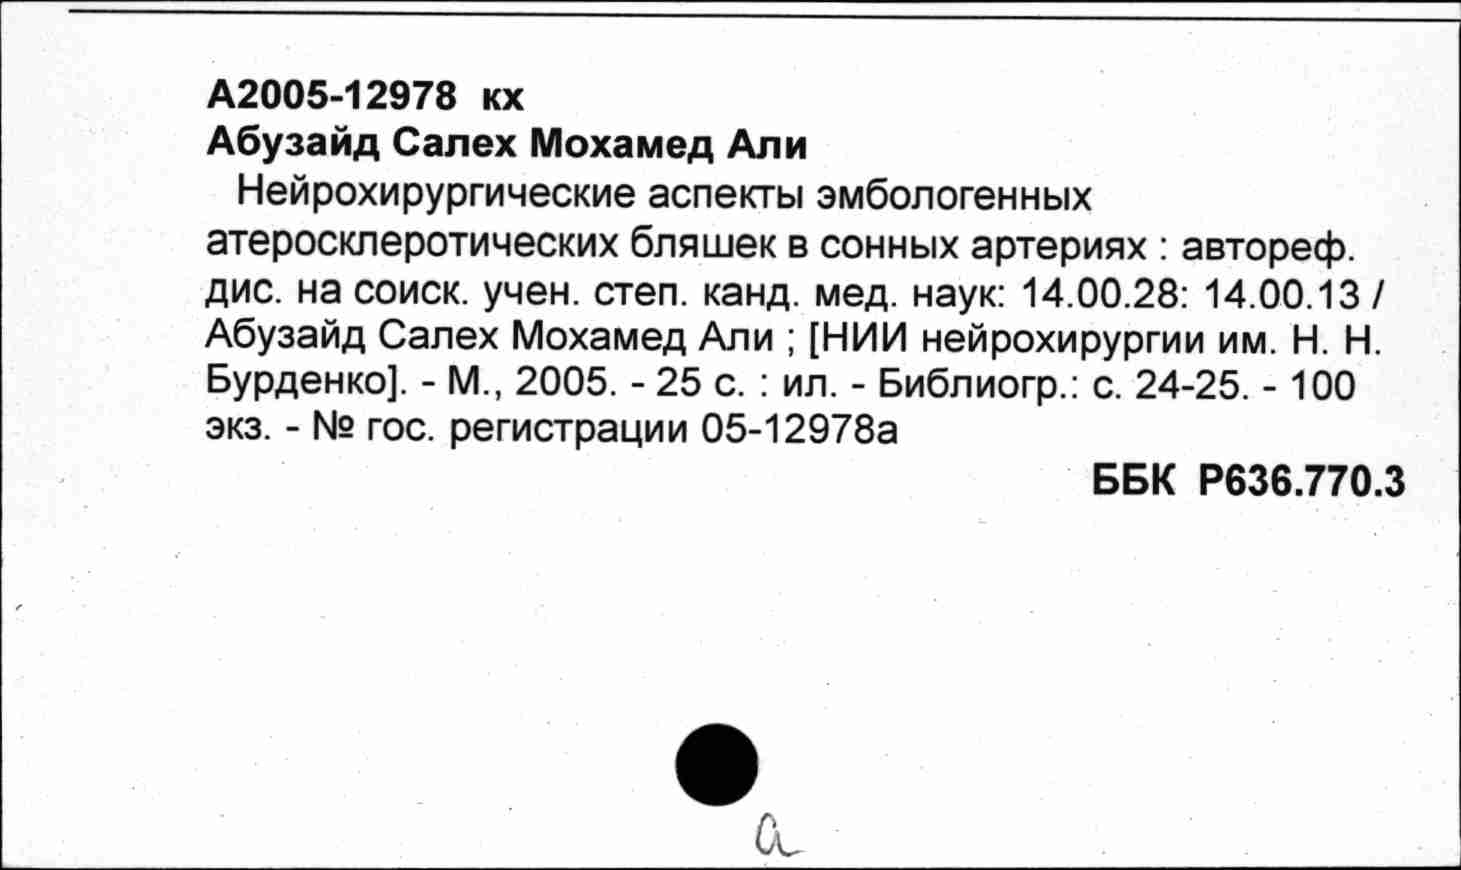 А2005-12978 кх
Абузайд Салех Мохамед Али
Нейрохирургические аспекты эмбологенных
атеросклеротических бляшек в сонных артериях : автореф.
дис. на соиск. учен. степ. канд. мед. наук: 14.00.28: 14.00.13 /
Абузайд Салех Мохамед Али ; [НИИ нейрохирургии им. Н. Н.
Бурденко]. - М., 2005. - 25 с. : ил. - Библиогр.: с. 24-25. - 100
экз. - № гос. регистрации 05-12978а
ББК Р636.770.3
а